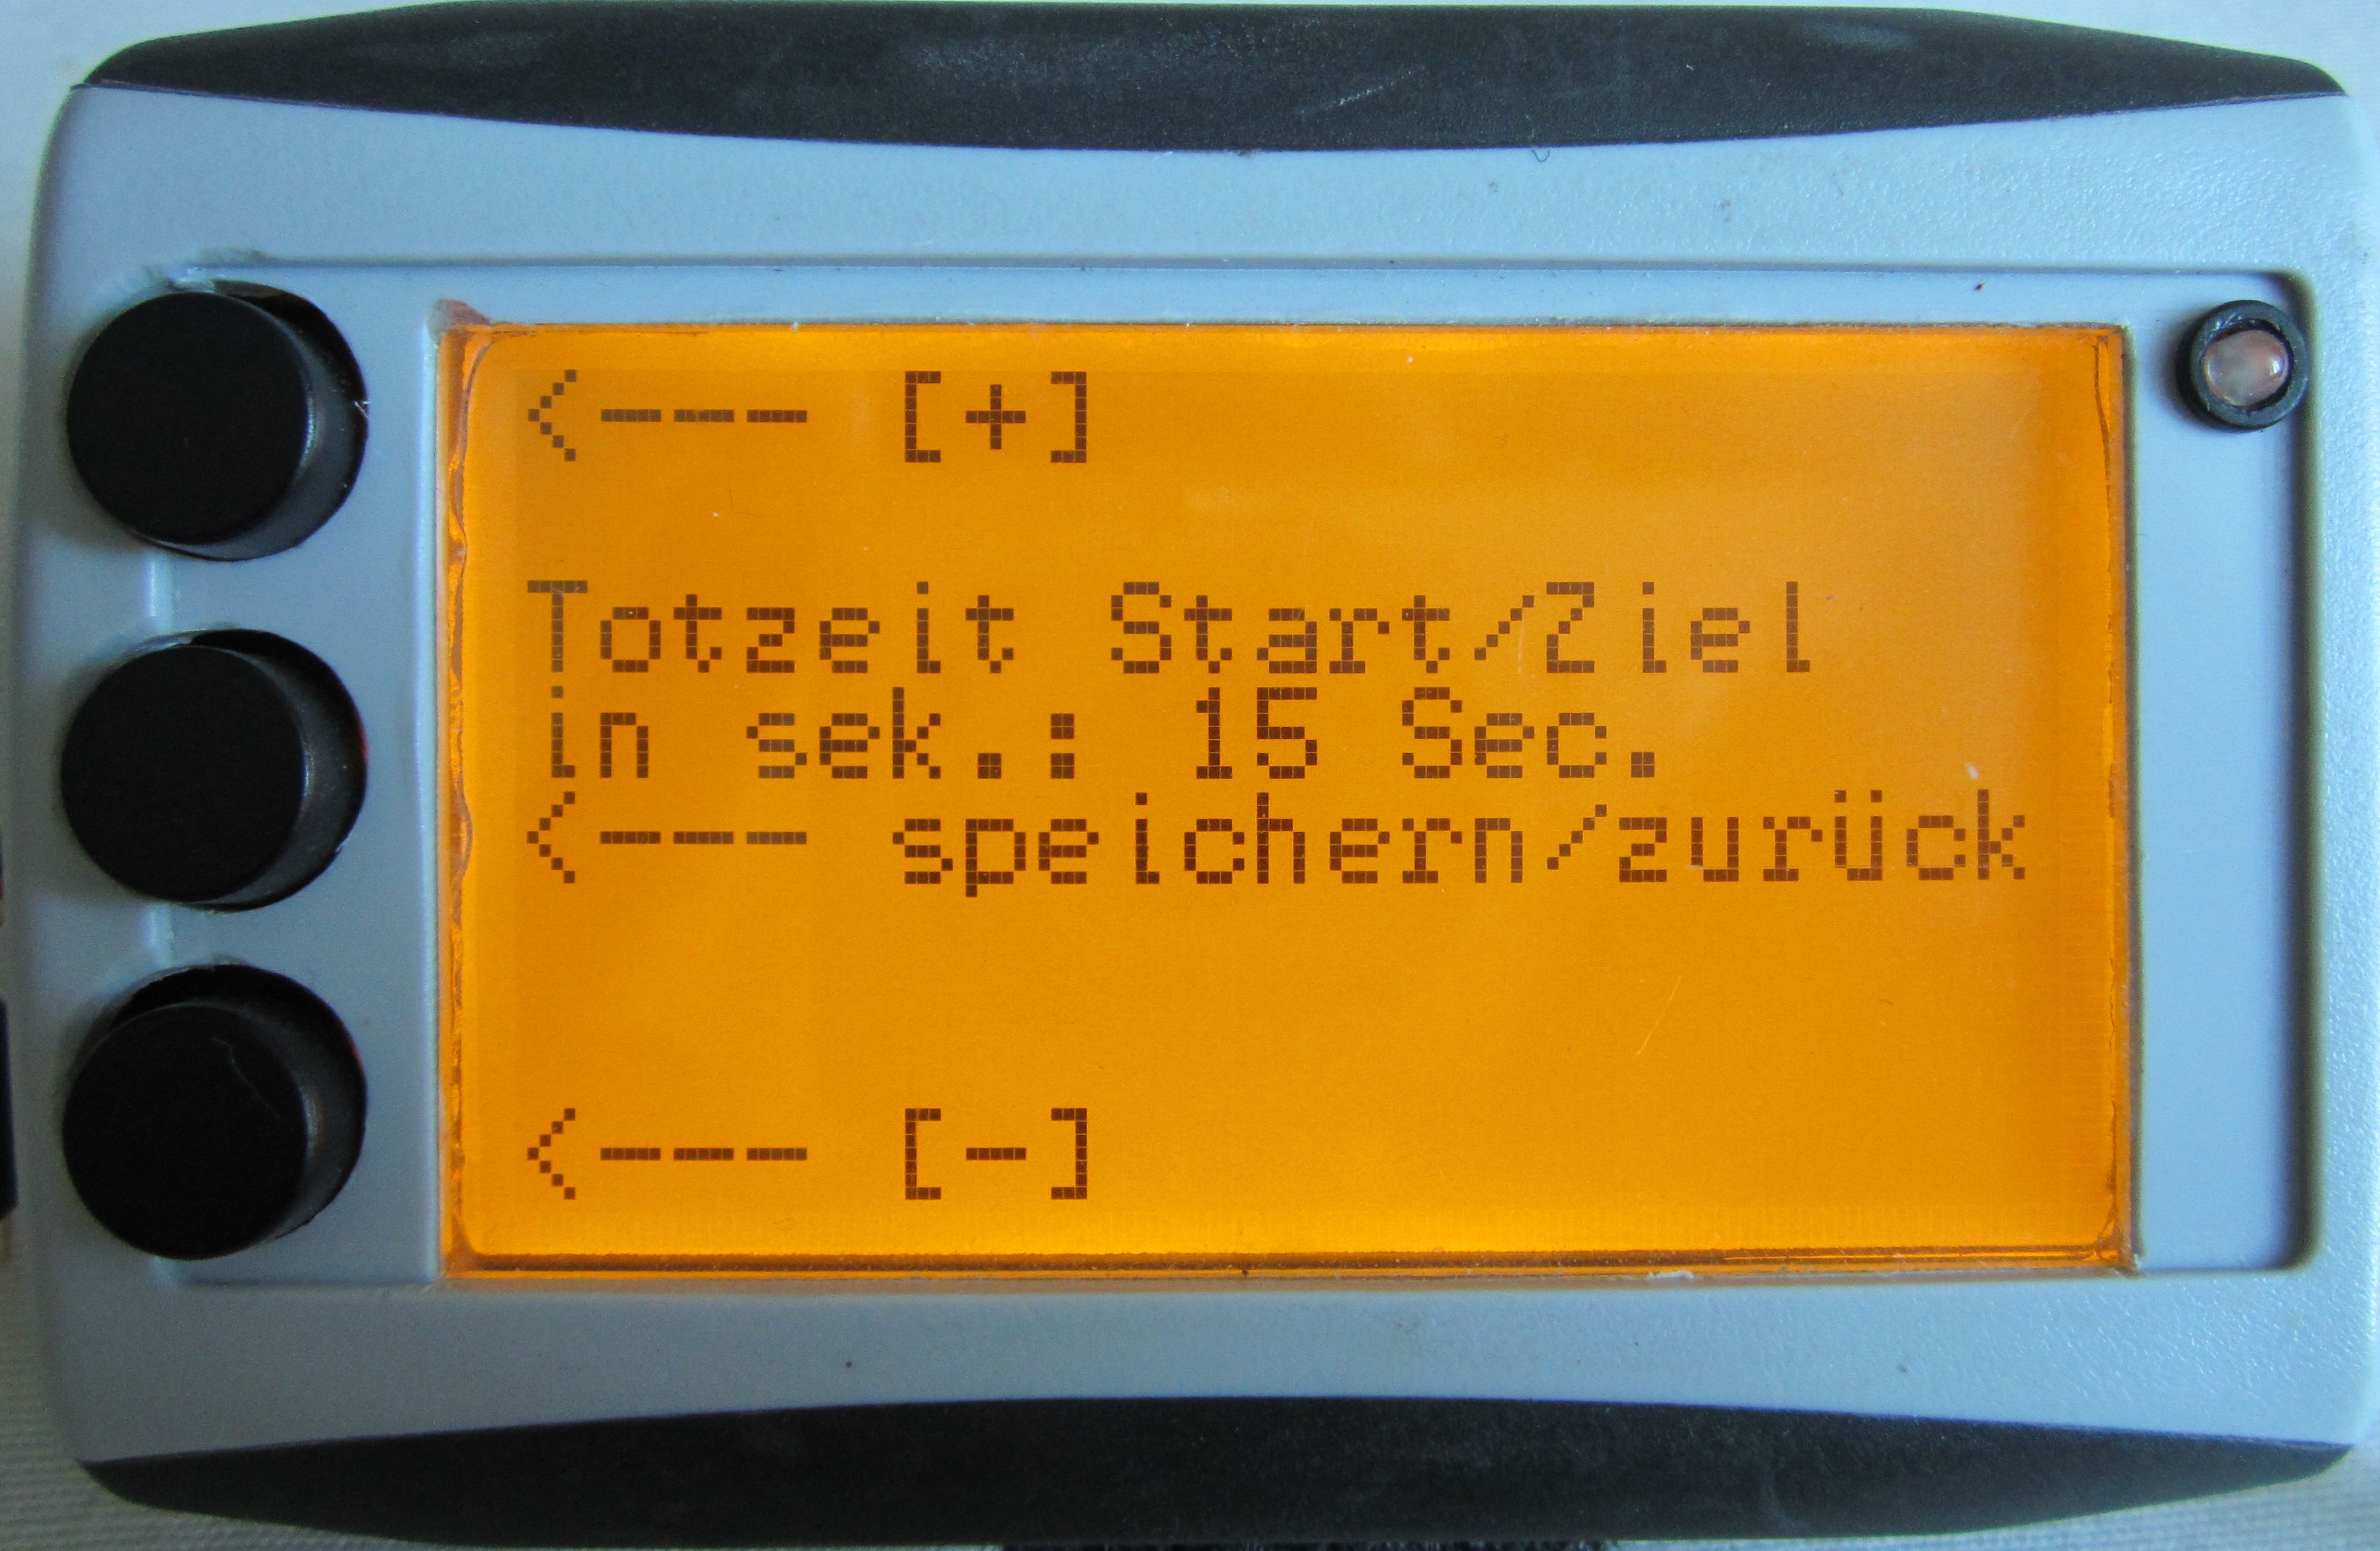 <--- [+]
Totzeit Start/Ziel
in sek.: 15 Sec.
<--- speichern/zurück
<--- [-]